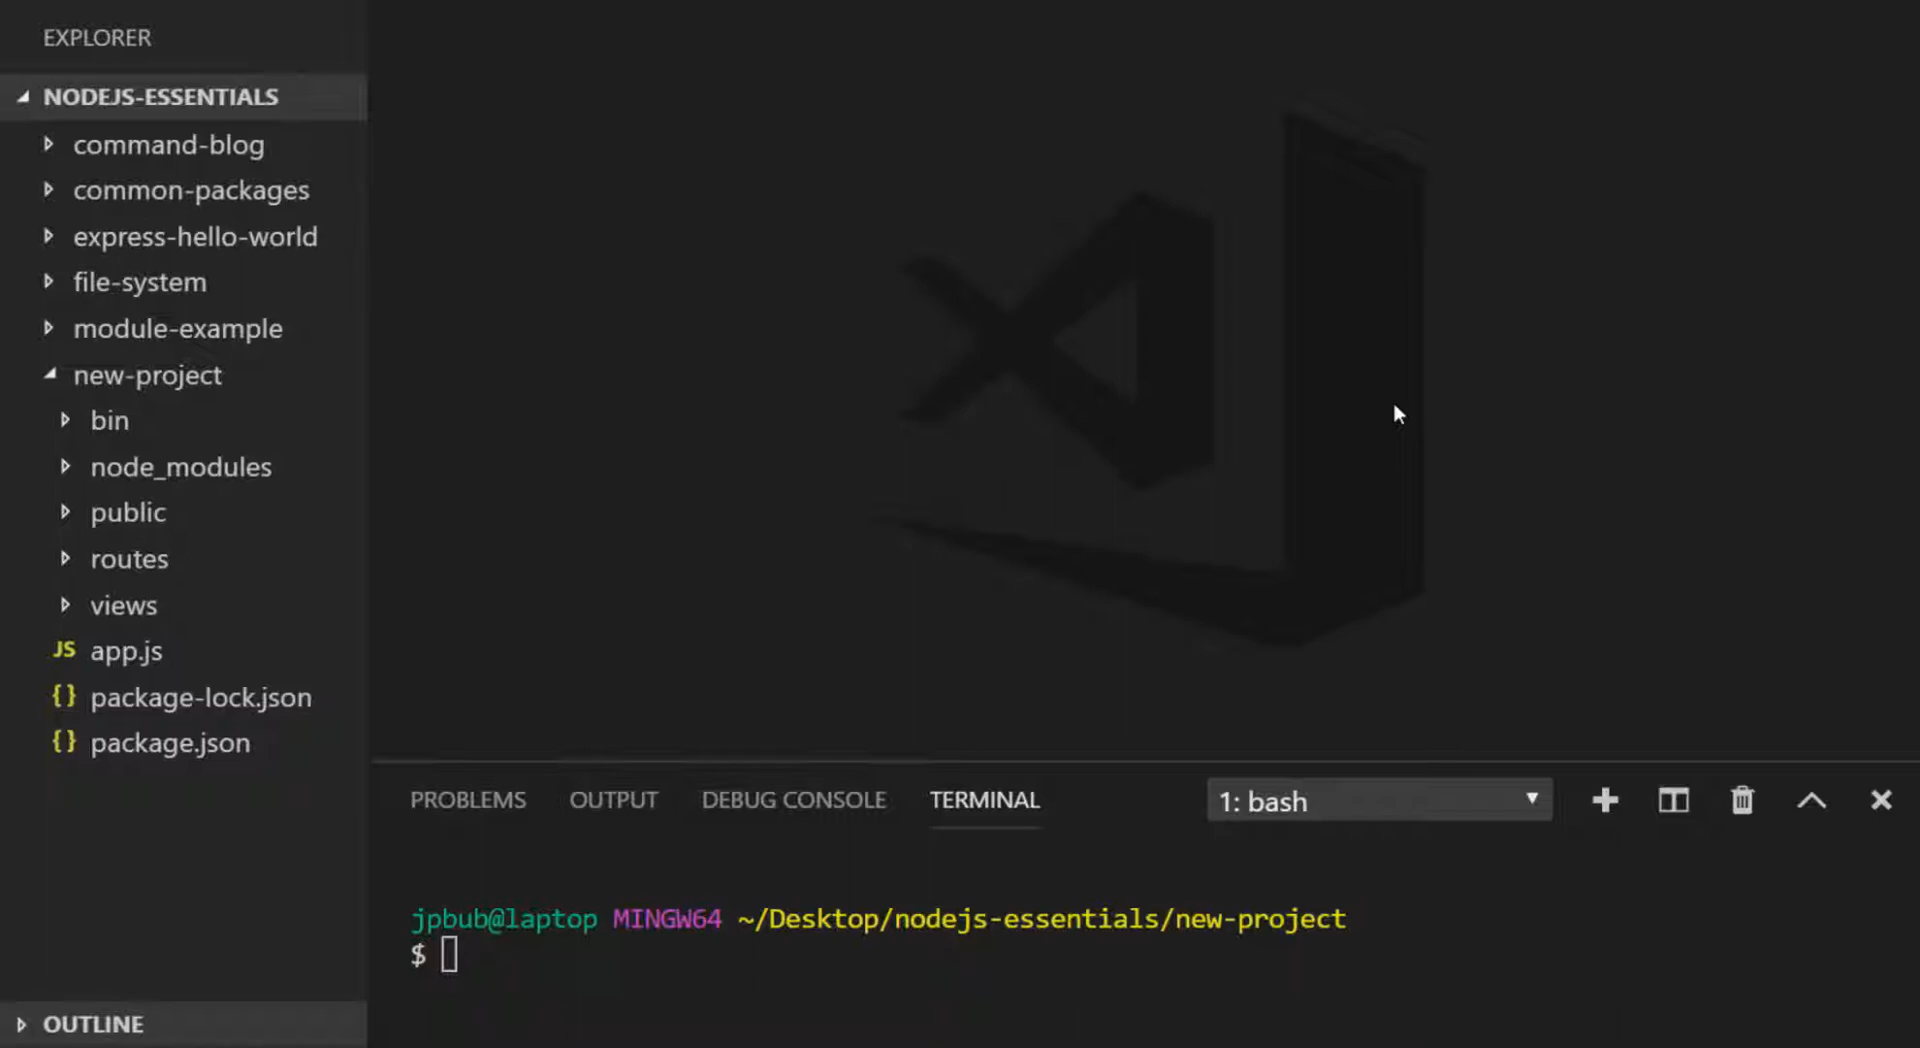 EXPLORER
NODEJS-ESSENTIALS
command-blog
common-packages
express-hello-world
file-system
module-example
new-project
bin
node_modules
public
routes
views
JS app.js
{} package-lock.json
{} package.json
OUTLINE
PROBLEMS OUTPUT DEBUG CONSOLE TERMINAL 1: bash
jpbub@laptop MINGW64 ~/Desktop/nodejs-essentials/new-project
$